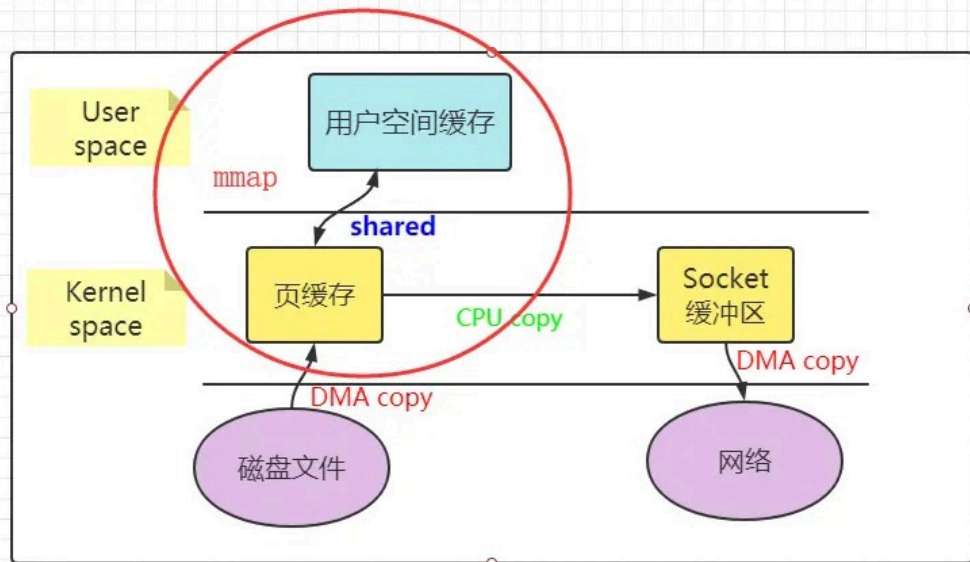 User
space
用户空间缓存
mmap
shared
Kernel
space
页缓存
CPU copy
Socket
缓冲区
DMA copy
DMA copy
磁盘文件
网络